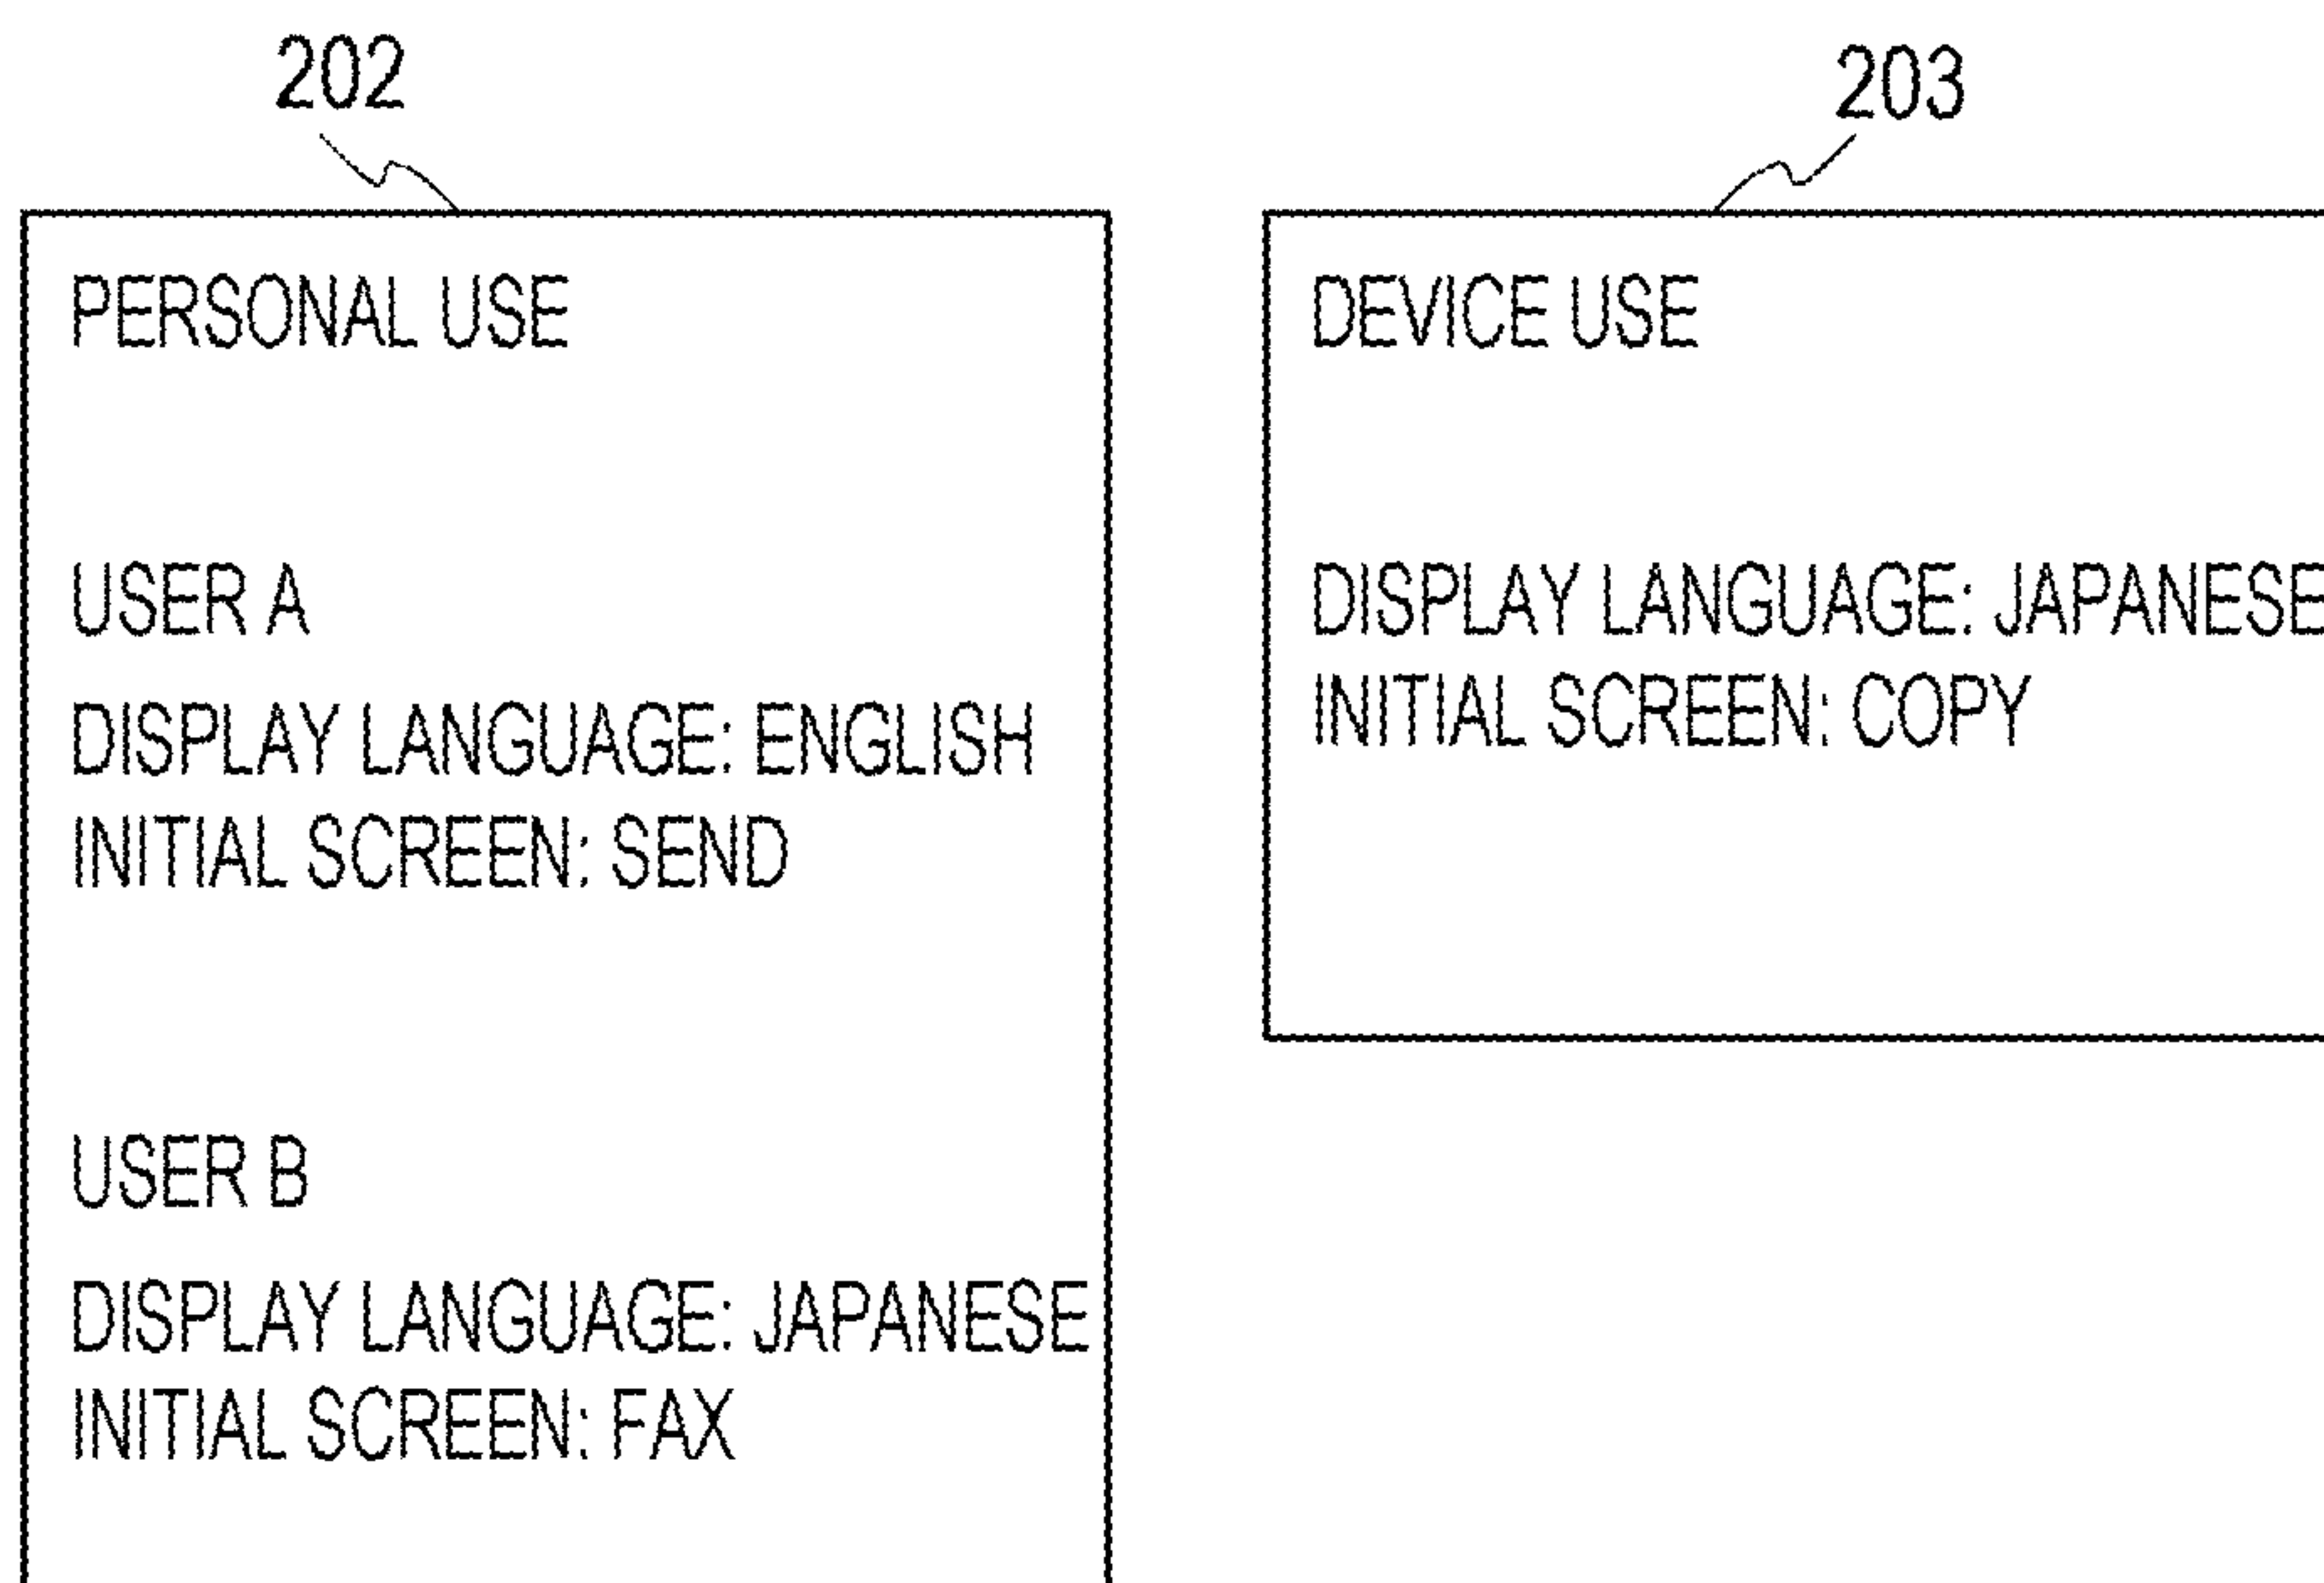 202
PERSONAL USE
USER A
DISPLAY LANGUAGE: ENGLISH
INITIAL SCREEN: SEND
USER B
DISPLAY LANGUAGE: JAPANESE
INITIAL SCREEN: FAX
203
DEVICE USE
DISPLAY LANGUAGE: JAPANESE
INITIAL SCREEN: COPY